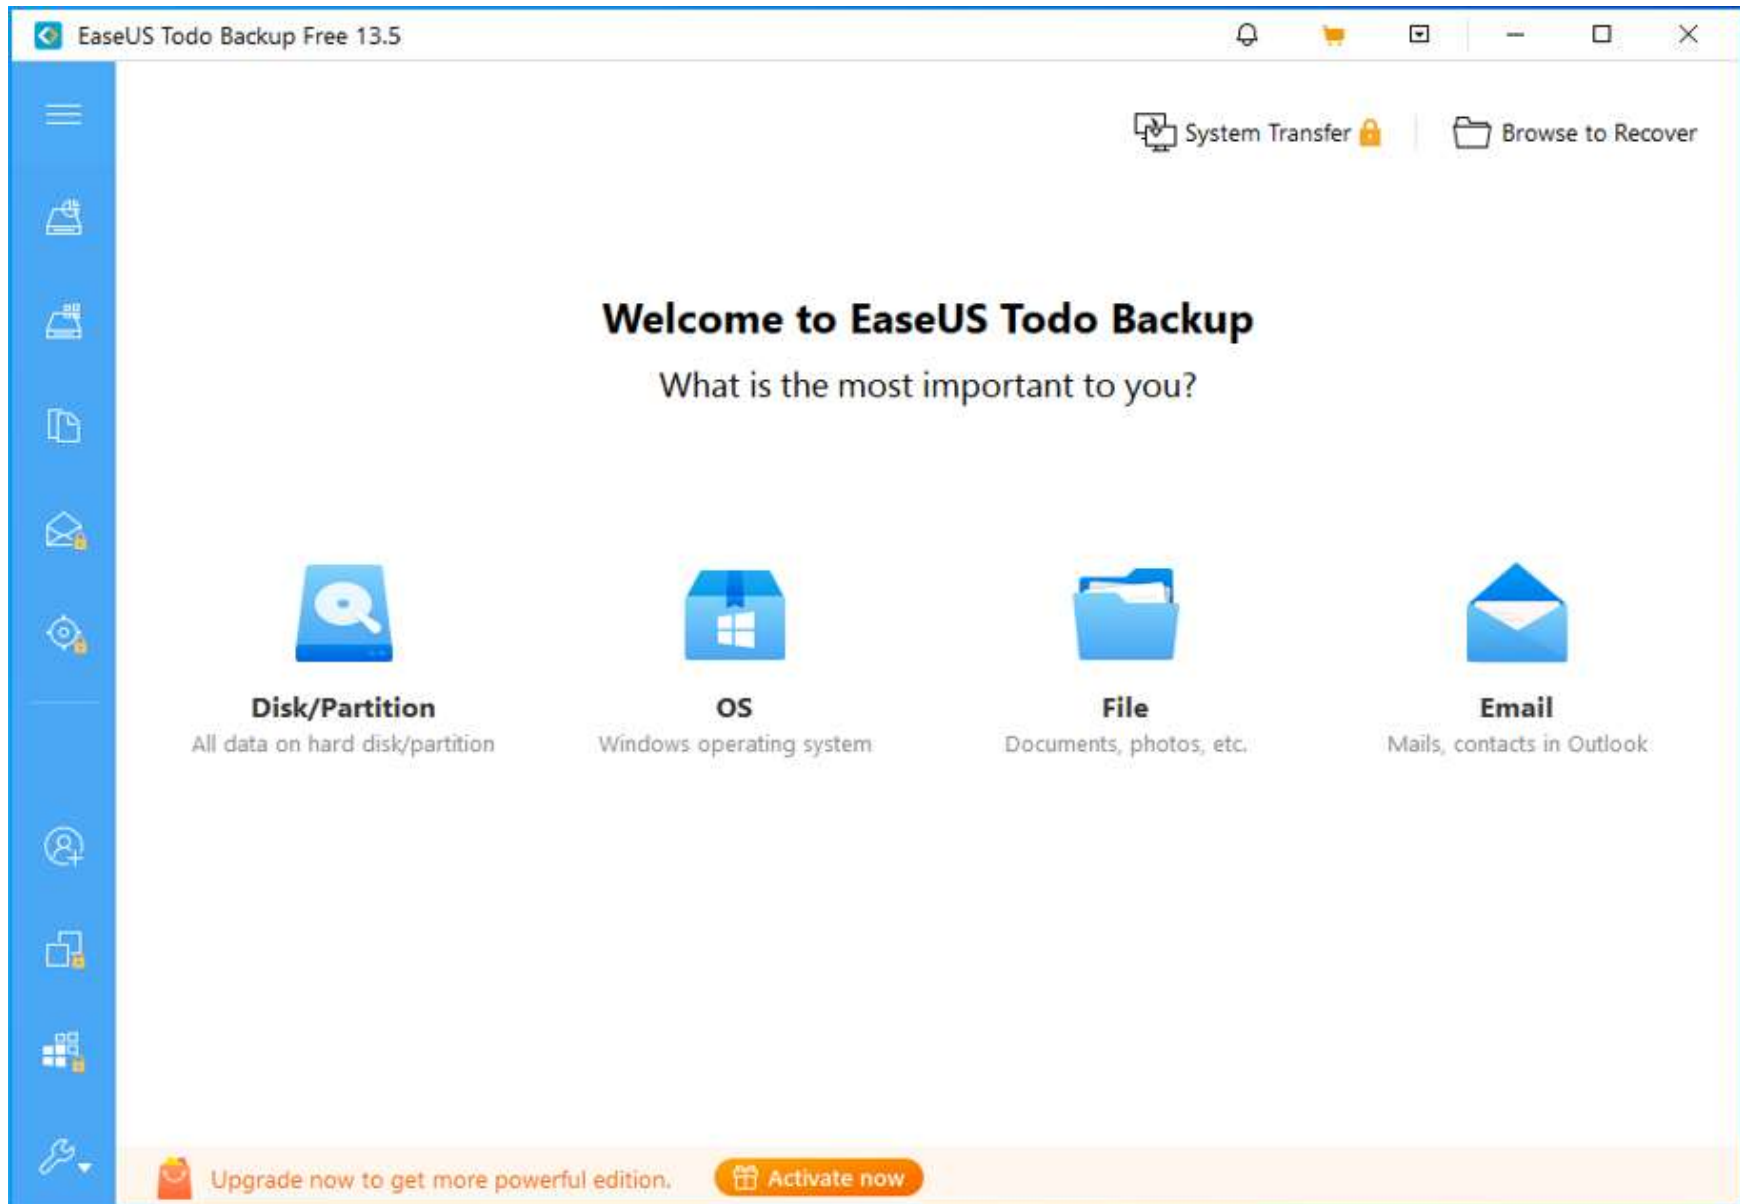 EaseUS Todo Backup Free 13.5
System Transfer
Browse to Recover
Welcome to EaseUS Todo Backup
What is the most important to you?
Disk/Partition
All data on hard disk/partition
OS
Windows operating system
File
Documents, photos, etc.
Email
Mails, contacts in Outlook
Upgrade now to get more powerful edition.
Activate now